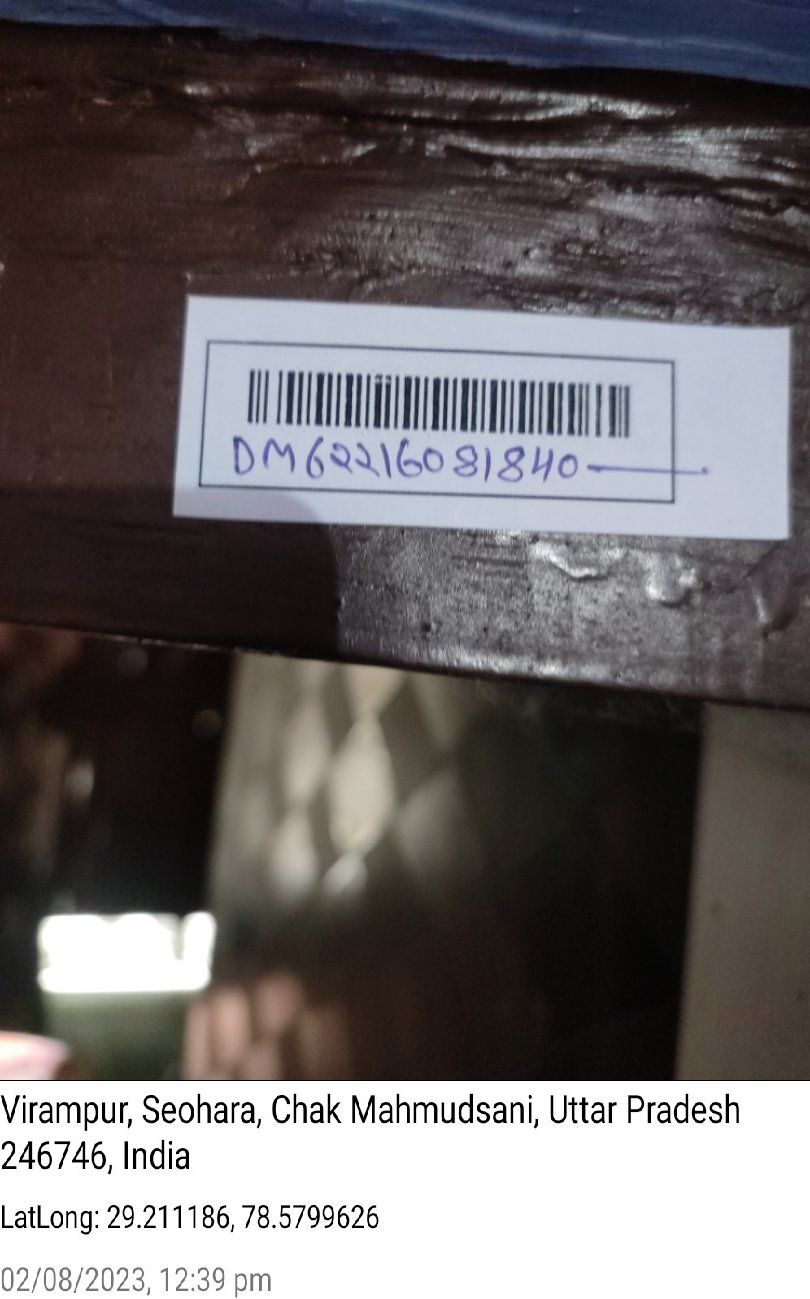 DM62216081840
Virampur, Seohara, Chak Mahmudsani, Uttar Pradesh
246746, India
LatLong: 29.211186, 78.5799626
02/08/2023, 12:39 pm